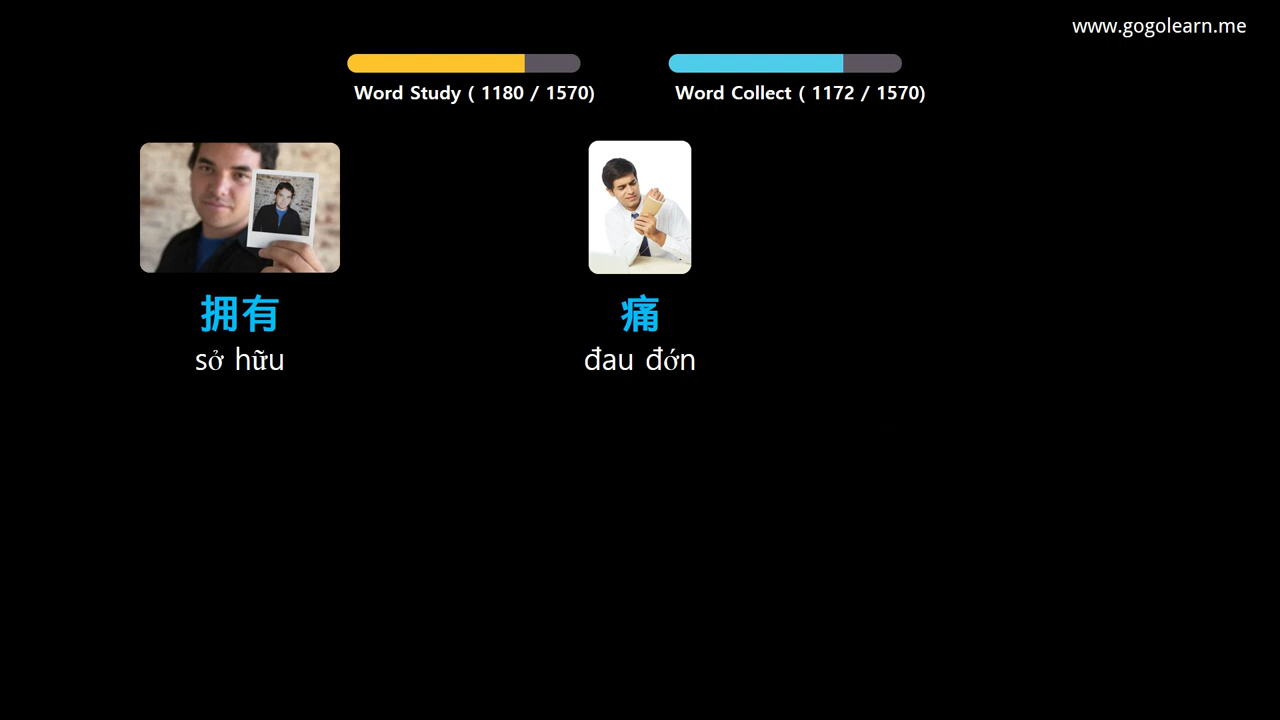 www.gogolearn.me
Word Study ( 1180 / 1570)
Word Collect ( 1172 / 1570)
拥有
sở hữu
痛
đau đớn